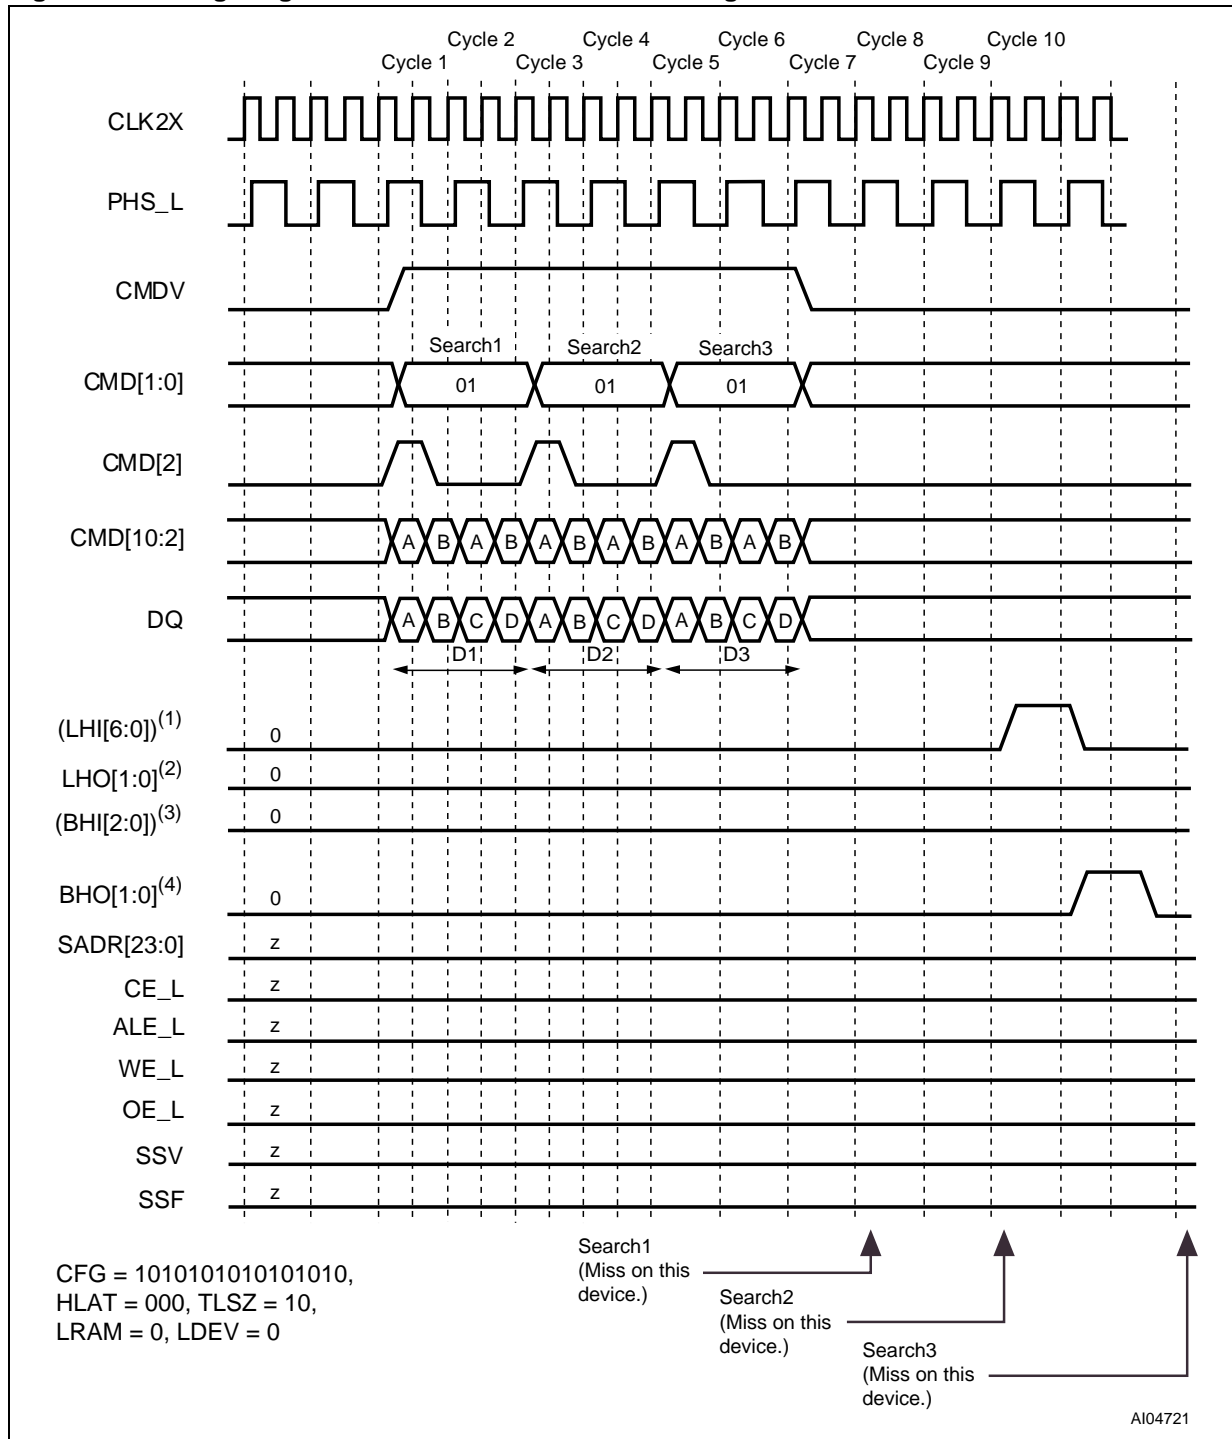 Cycle 2 Cycle 4 Cycle 6 Cycle 8 Cycle 10
Cycle 1 Cycle 3 Cycle 5 Cycle 7 Cycle 9
CLK2X
PHS_L
CMDV
Search1 Search2 Search3
CMD[1:0] 01 01 01
CMD[2]
CMD[10:2] A B A B A B A B A B A B
DQ A B C D A B C D A B C D
D1 D2 D3
(LHI[6:0])(1) 0
LHO[1:0](2) 0
(BHI[2:0])(3) 0
BHO[1:0](4) 0
SADR[23:0] z
CE_L z
ALE_L z
WE_L z
OE_L z
SSV z
SSF z
CFG = 1010101010101010,
HLAT = 000, TLSZ = 10,
LRAM = 0, LDEV = 0
Search1
(Miss on this
device.)
Search2
(Miss on this
device.)
Search3
(Miss on this
device.)
AI04721